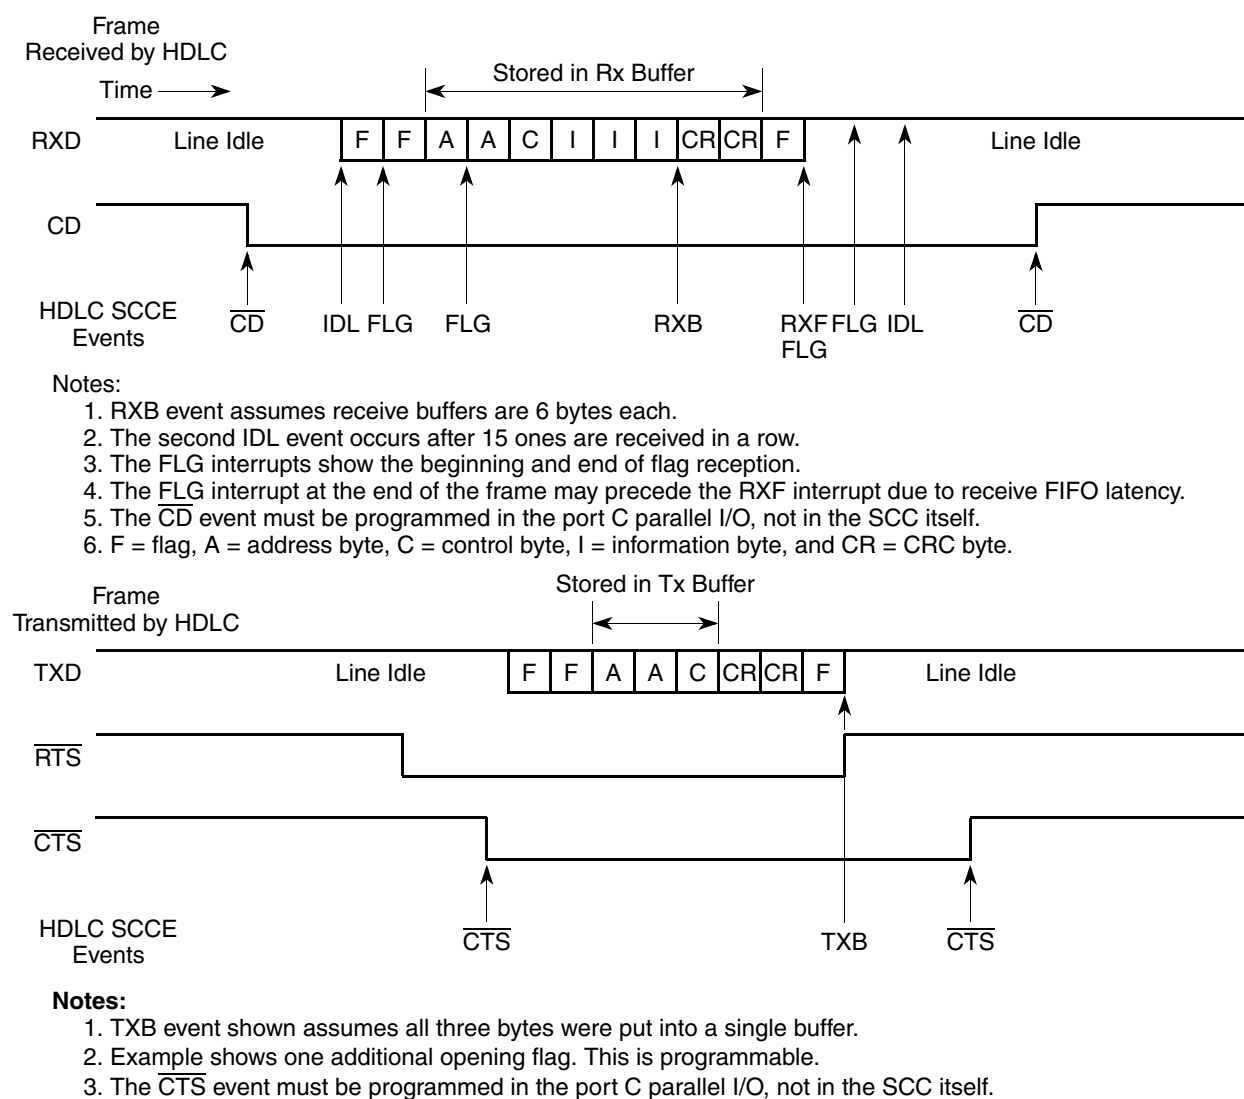 Frame
Received by HDLC
Stored in Rx Buffer
Time
RXD Line Idle F F A A C I I I CR CR F Line Idle
CD
HDLC SCCE
Events
C̅D̅ IDL FLG FLG RXB RXF FLG IDL C̅D̅
FLG
Notes:
1. RXB event assumes receive buffers are 6 bytes each.
2. The second IDL event occurs after 15 ones are received in a row.
3. The FLG interrupts show the beginning and end of flag reception.
4. The FLG interrupt at the end of the frame may precede the RXF interrupt due to receive FIFO latency.
5. The C̅D̅ event must be programmed in the port C parallel I/O, not in the SCC itself.
6. F = flag, A = address byte, C = control byte, I = information byte, and CR = CRC byte.
Stored in Tx Buffer
Frame
Transmitted by HDLC
TXD Line Idle F F A A C CR CR F Line Idle
R̅T̅S̅
C̅T̅S̅
HDLC SCCE
Events
C̅T̅S̅ TXB C̅T̅S̅
Notes:
1. TXB event shown assumes all three bytes were put into a single buffer.
2. Example shows one additional opening flag. This is programmable.
3. The C̅T̅S̅ event must be programmed in the port C parallel I/O, not in the SCC itself.